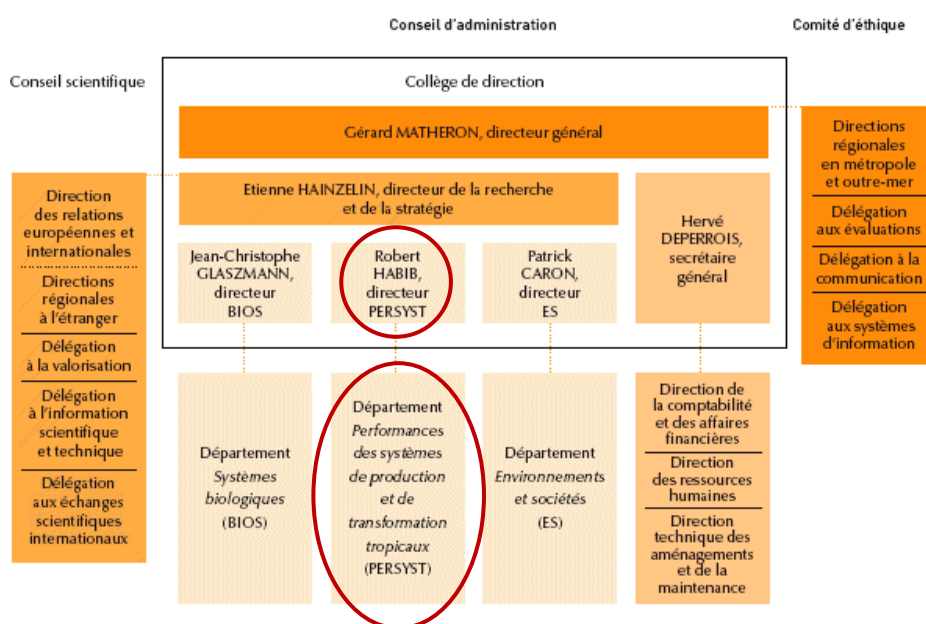 Conseil d'administration
Comité d'éthique
Conseil scientifique
Collège de direction
Gérard MATHERON, directeur général
Directions
régionales
en métropole
et outre-mer
Délégation
aux évaluations
Délégation à la
communication
Délégation
aux systèmes
d'information
Direction
des relations
européennes et
internationales
Directions
régionales
à l'étranger
Délégation
à la valorisation
Délégation
à l'information
scientifique
et technique
Délégation
aux échanges
scientifiques
internationaux
Etienne HAINZELIN, directeur de la recherche
et de la stratégie
Jean-Christophe
GLASZMANN,
directeur
BIOS
Robert
HABIB,
directeur
PERSYST
Patrick
CARON,
directeur
ES
Hervé
DEPERROIS,
secrétaire
général
Département
Systèmes
biologiques
(BIOS)
Département
Performances
des systèmes
de production
et de
transformation
tropicaux
(PERSYST)
Département
Environnements
et sociétés
(ES)
Direction de
la comptabilité
et des affaires
financières
Direction
des ressources
humaines
Direction
technique des
aménagements
et de la
maintenance